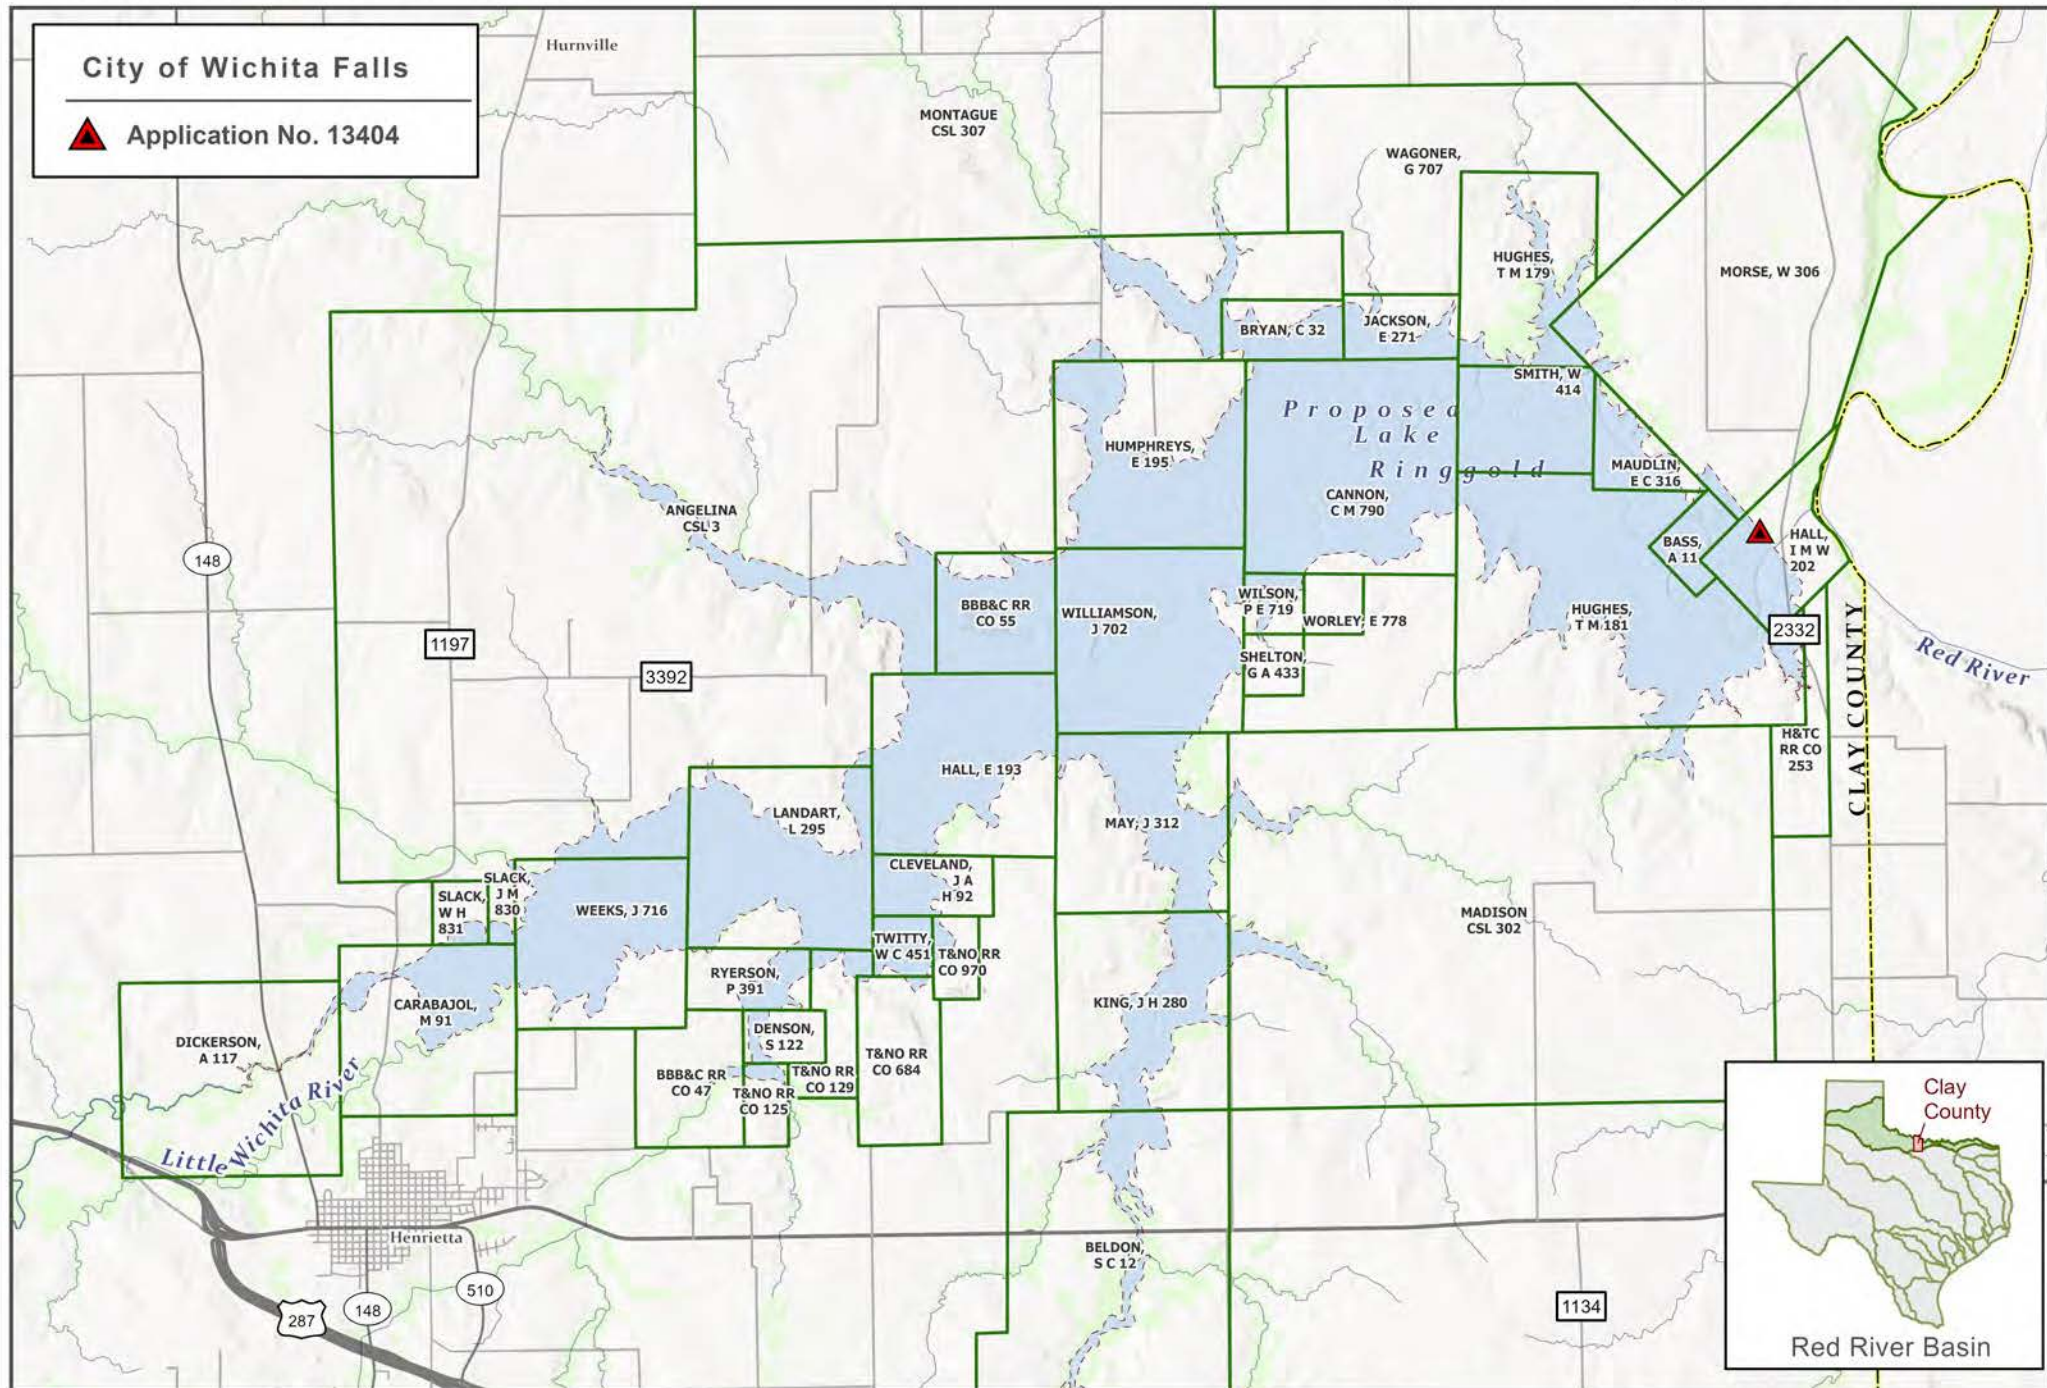 City of Wichita Falls
Application No. 13404
Hurnville
MONTAGUE
CSL 307
WAGONER,
G 707
HUGHES,
T M 179
MORSE, W 306
BRYAN, C 32
JACKSON,
E 271
SMITH, W
414
Proposed
Lake
Ringgold
HUMPHREYS,
E 195
MAUDLIN,
E C 316
CANNON,
C M 790
ANGELINA
CSL 3
BASS,
A 11
HALL,
I M W
202
148
BBB&C RR
CO 55
WILLIAMSON,
J 702
WILSON,
P E 719
WORLEY, E 778
HUGHES,
T M 181
2332
1197
3392
SHELTON,
G A 433
Red River
CLAY COUNTY
H&TC
RR CO
253
HALL, E 193
LANDART,
L 295
MAY, J 312
CLEVELAND,
J A
H 92
SLACK,
W H
831
SLACK,
J M
830
WEEKS, J 716
MADISON
CSL 302
TWITTY,
W C 451
T&NO RR
CO 970
RYERSON,
P 391
CARABAJOL,
M 91
KING, J H 280
DICKERSON,
A 117
DENSON,
S 122
T&NO RR
CO 684
BBB&C RR
CO 47
T&NO RR
CO 129
T&NO RR
CO 125
Little Wichita River
Henrietta
BELDON,
S C 12
287
148
510
1134
Clay
County
Red River Basin